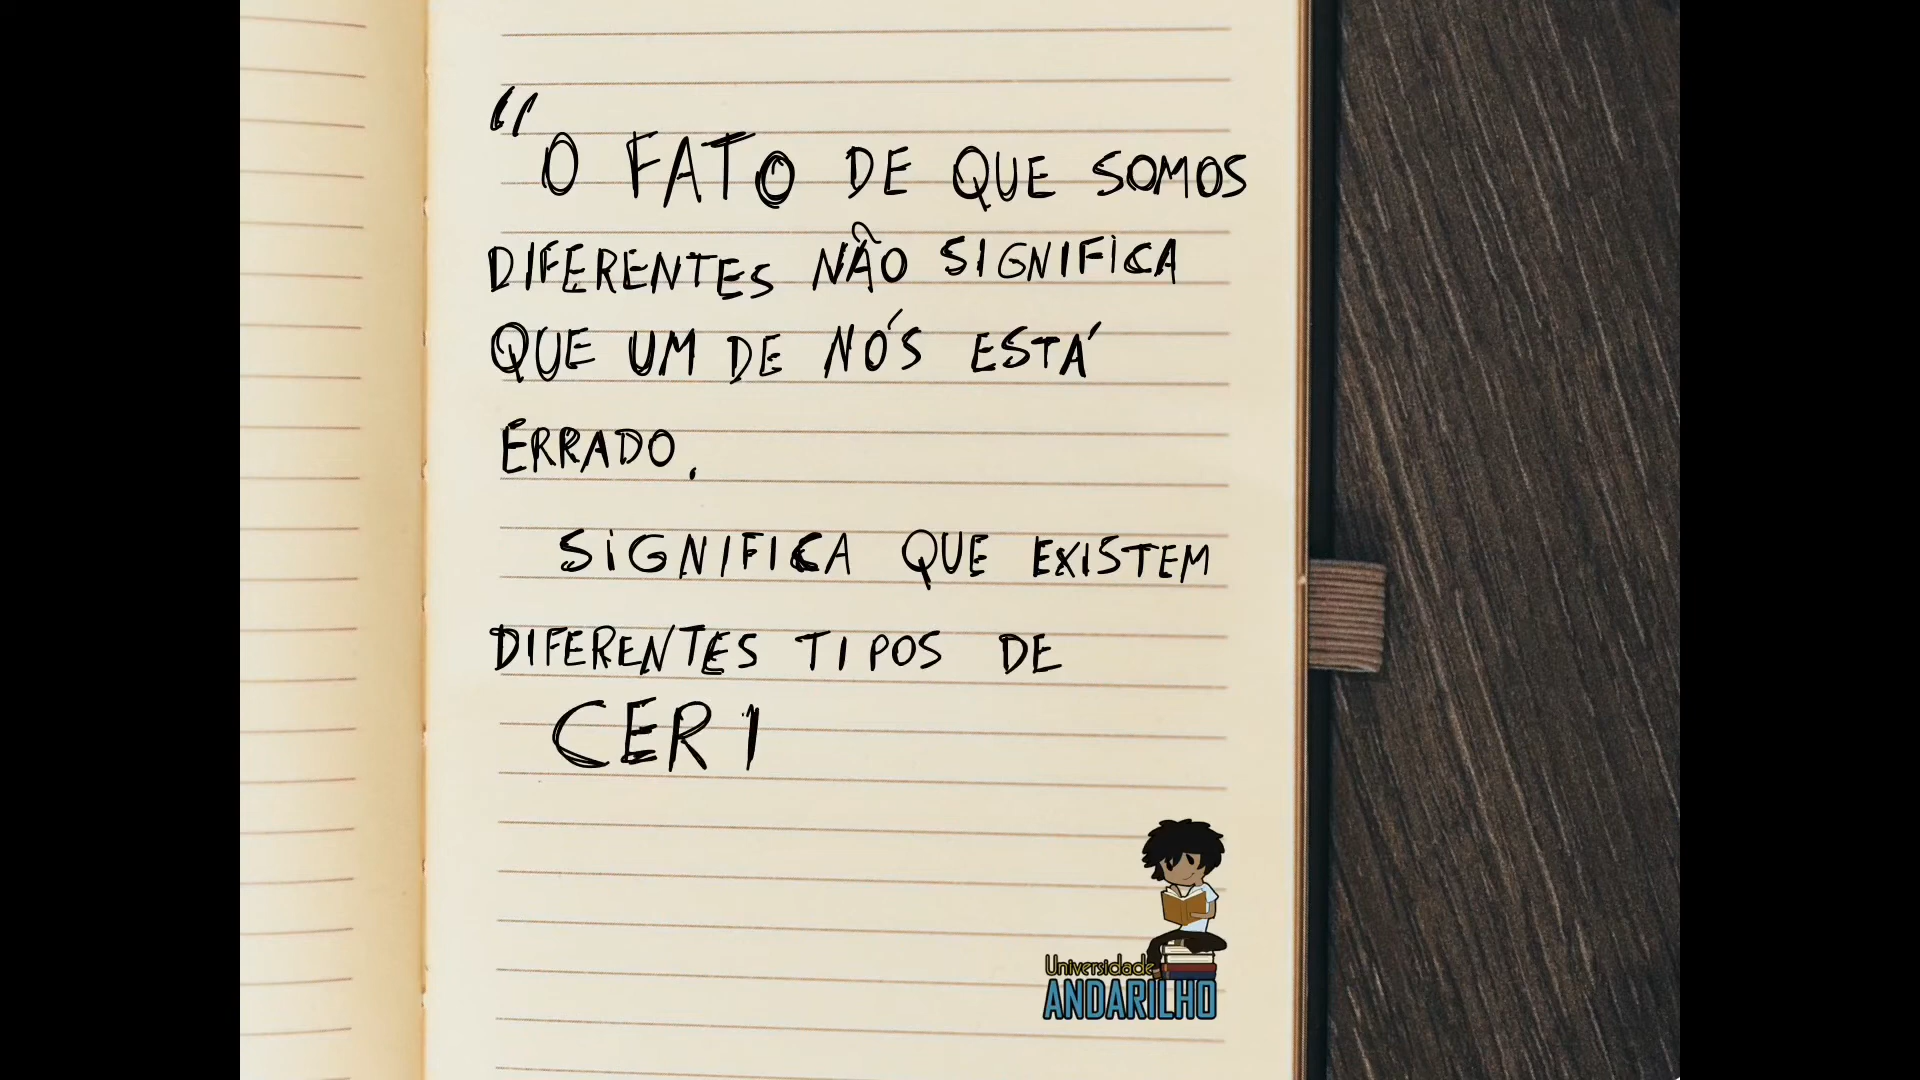 “O FATO DE QUE SOMOS
DIFERENTES NÃO SIGNIFICA
QUE UM DE NÓS ESTÁ
ERRADO.
SIGNIFICA QUE EXISTEM
DIFERENTES TIPOS DE
CER
Universidade
ANDARILHO